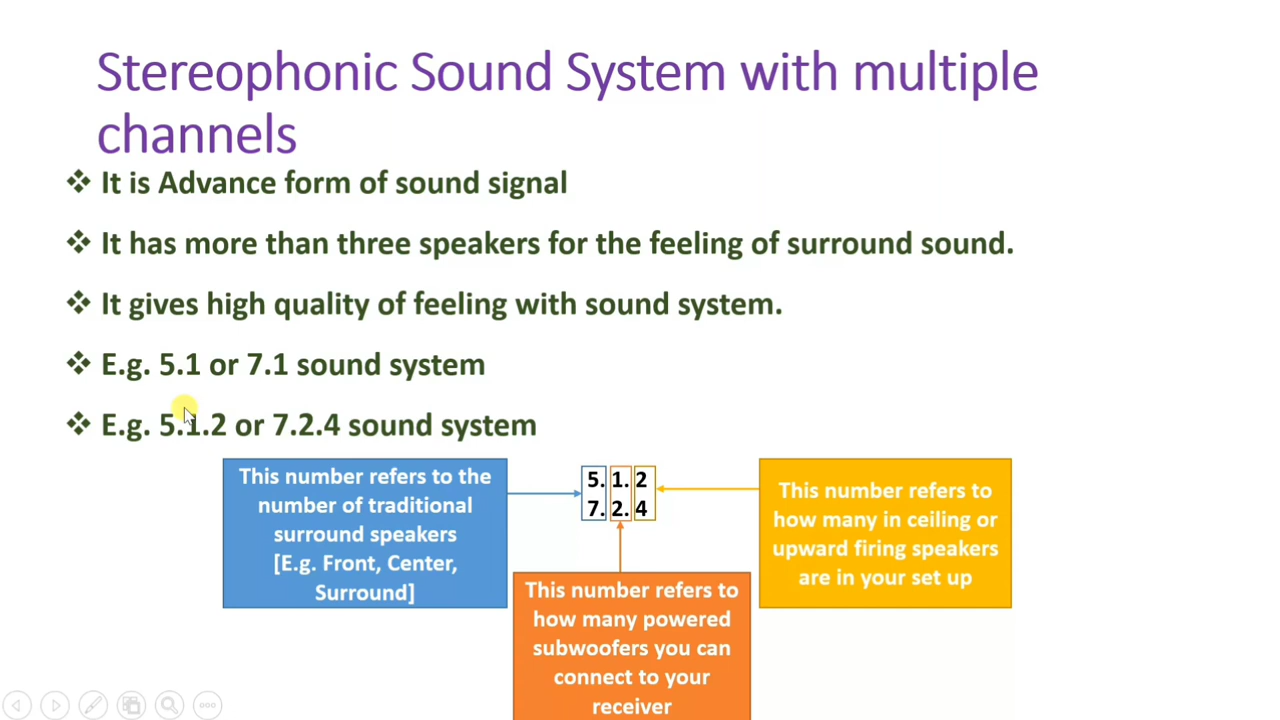 Stereophonic Sound System with multiple
channels
❖ It is Advance form of sound signal
❖ It has more than three speakers for the feeling of surround sound.
❖ It gives high quality of feeling with sound system.
❖ E.g. 5.1 or 7.1 sound system
❖ E.g. 5.1.2 or 7.2.4 sound system
This number refers to the
number of traditional
surround speakers
[E.g. Front, Center,
Surround]
5. 1. 2
7. 2. 4
This number refers to
how many in ceiling or
upward firing speakers
are in your set up
This number refers to
how many powered
subwoofers you can
connect to your
receiver